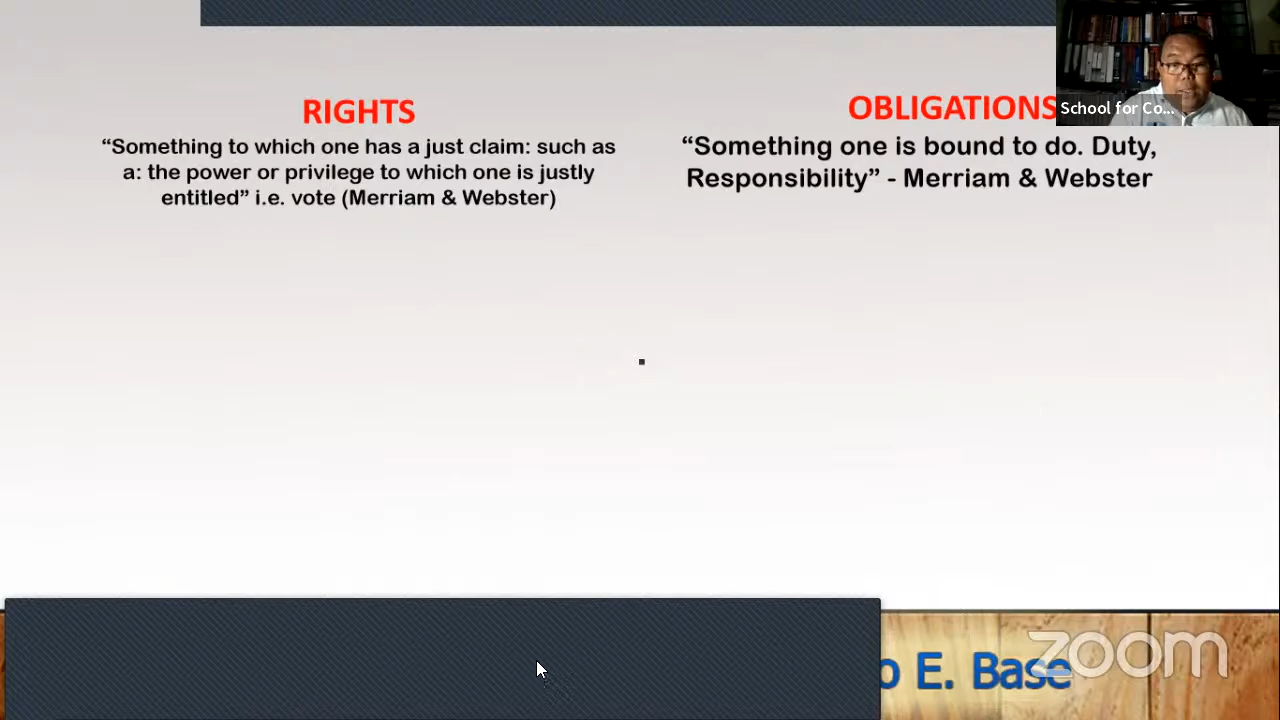 RIGHTS
“Something to which one has a just claim: such as
a: the power or privilege to which one is justly
entitled” i.e. vote (Merriam & Webster)
OBLIGATIONS
“Something one is bound to do. Duty,
Responsibility” - Merriam & Webster
School for Co...
o E. Base
zoom